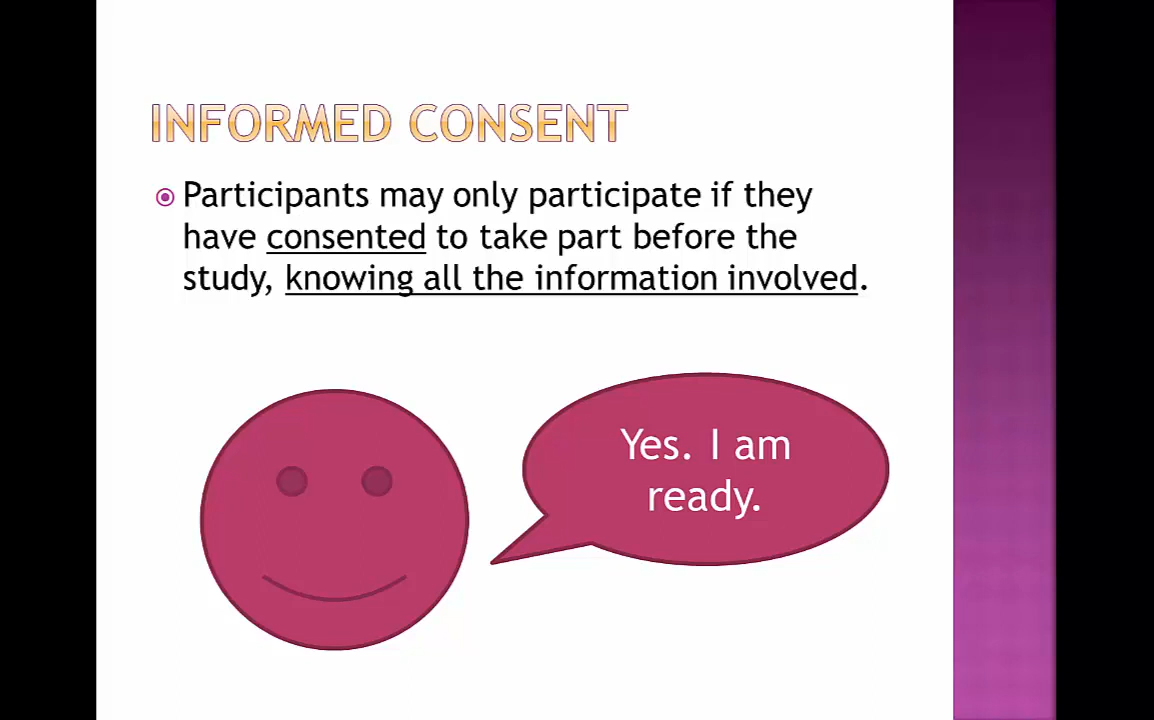 INFORMED CONSENT
Participants may only participate if they
have consented to take part before the
study, knowing all the information involved.
Yes. I am
ready.